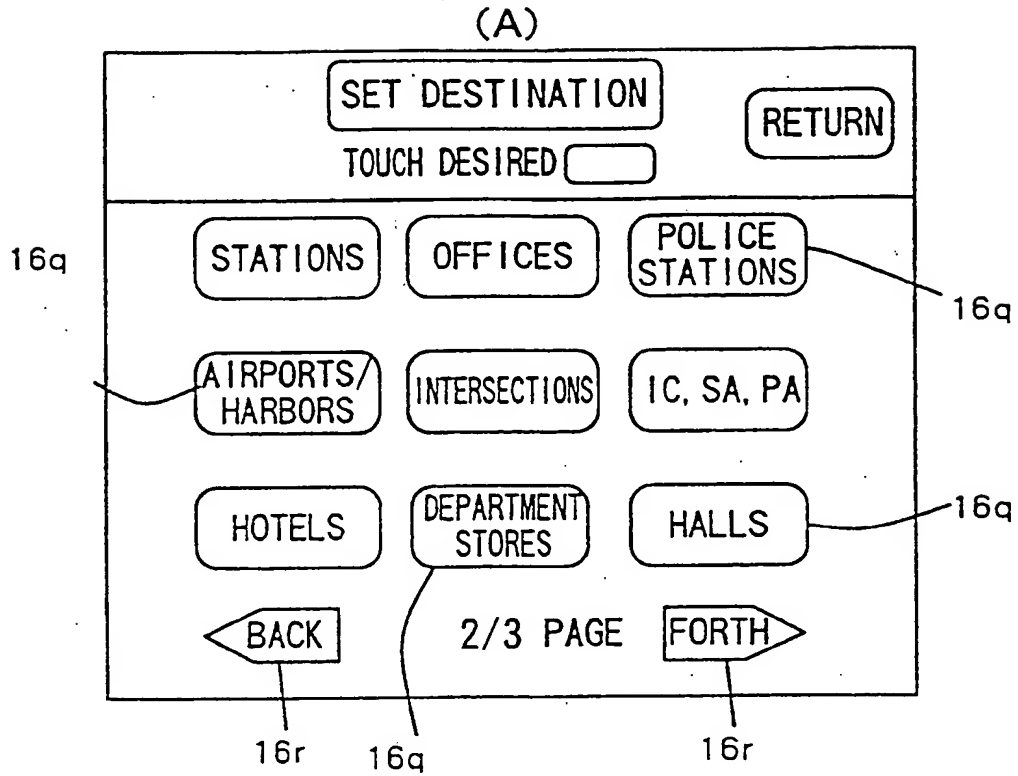 (A)
SET DESTINATION
RETURN
TOUCH DESIRED
STATIONS
OFFICES
POLICE
STATIONS
16q
16q
AIRPORTS/
HARBORS
INTERSECTIONS
IC, SA, PA
HOTELS
DEPARTMENT
STORES
HALLS
16q
BACK
2/3 PAGE
FORTH
16r
16q
16r